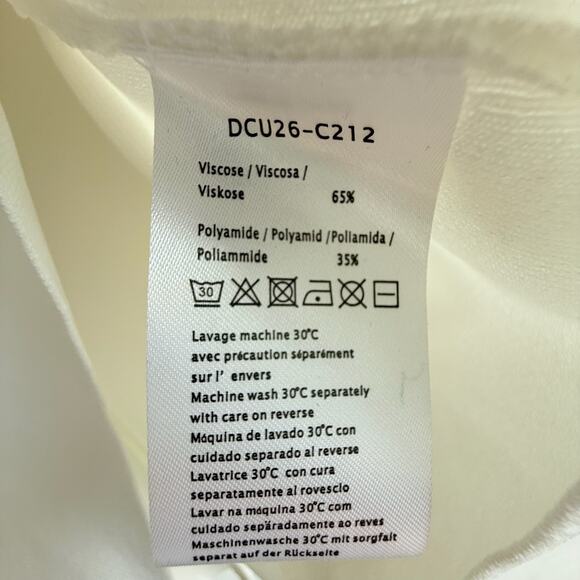 DCU26-C212
Viscose / Viscosa /
Viskose 65%
Polyamide / Polyamid /Poliamida /
Poliammide 35%
30
Lavage machine 30°C
avec précaution séparément
sur l' envers
Machine wash 30°C separately
with care on reverse
Máquina de lavado 30°C con
cuidado separado al reverse
Lavatrice 30°C con cura
separatamente al rovescio
Lavar na máquina 30°C com
cuidado sepäradamente ao reves
Maschinenwäsche 30°C mit sorgfalt
separat auf der Rückseite